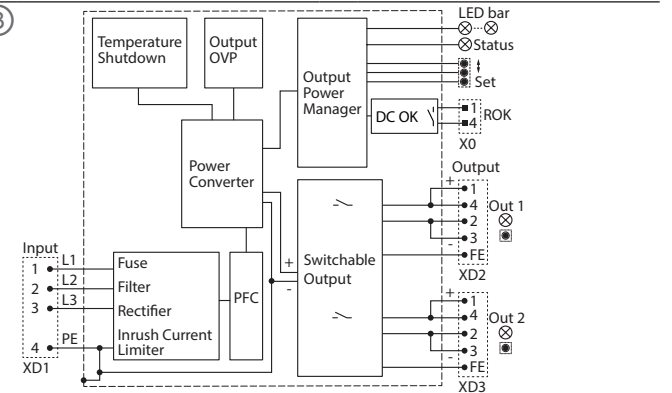 3
Temperature
Shutdown
Output
OVP
Output
Power
Manager
LED bar
Status
Set
DC OK
1
4
ROK
X0
Power
Converter
Output
+
1
4
2
3
-
FE
Out 1
XD2
+
-
Switchable
Output
Input
1 L1
2 L2
3 L3
4 PE
XD1
Fuse
Filter
Rectifier
Inrush Current
Limiter
PFC
+
1
4
2
3
-
FE
Out 2
XD3